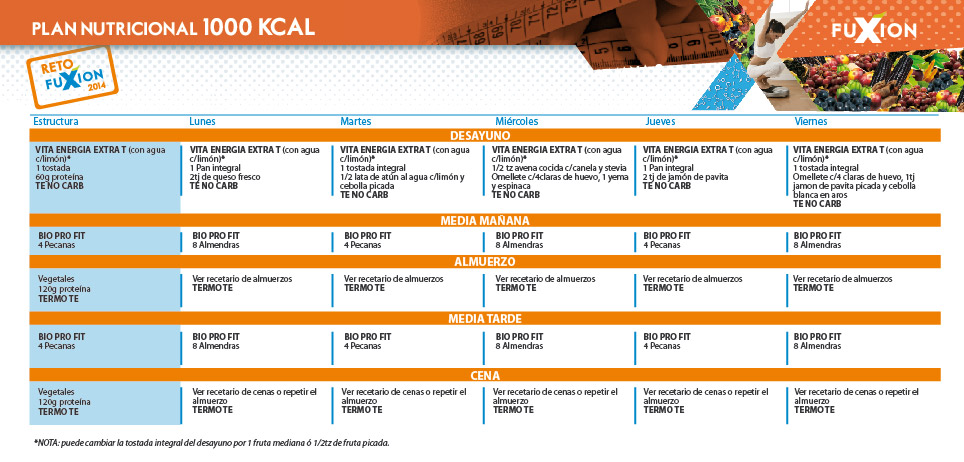 PLAN NUTRICIONAL 1000 KCAL
FUXION
RETO
FUXION
2014
Estructura Lunes Martes Miércoles Jueves Viernes
DESAYUNO
VITA ENERGIA EXTRA T (con agua
c/limón)*
1 tostada
60g proteína
TE NO CARB
VITA ENERGIA EXTRA T (con agua
c/limón)*
1 Pan integral
2tj de queso fresco
TE NO CARB
VITA ENERGIA EXTRA T (con agua
c/limón)*
1 tostada integral
1/2 lata de atún al agua c/limón y
cebolla picada
TE NO CARB
VITA ENERGIA EXTRA T (con agua
c/limón)*
1/2 tz avena cocida c/canela y stevia
Omellete c/4claras de huevo, 1 yema
y espinaca
TE NO CARB
VITA ENERGIA EXTRA T (con agua
c/limón)*
1 Pan integral
2 tj de jamón de pavita
TE NO CARB
VITA ENERGIA EXTRA T (con agua
c/limón)*
1 tostada integral
Omellete c/4 claras de huevo, 1tj
jamon de pavita picada y cebolla
blanca en aros
TE NO CARB
MEDIA MAÑANA
BIO PRO FIT
4 Pecanas
BIO PRO FIT
8 Almendras
BIO PRO FIT
4 Pecanas
BIO PRO FIT
8 Almendras
BIO PRO FIT
4 Pecanas
BIO PRO FIT
8 Almendras
ALMUERZO
Vegetales
120g proteína
TERMO TE
Ver recetario de almuerzos
TERMO TE
Ver recetario de almuerzos
TERMO TE
Ver recetario de almuerzos
TERMO TE
Ver recetario de almuerzos
TERMO TE
Ver recetario de almuerzos
TERMO TE
MEDIA TARDE
BIO PRO FIT
4 Pecanas
BIO PRO FIT
8 Almendras
BIO PRO FIT
4 Pecanas
BIO PRO FIT
8 Almendras
BIO PRO FIT
4 Pecanas
BIO PRO FIT
8 Almendras
CENA
Vegetales
120g proteína
TERMO TE
Ver recetario de cenas o repetir el
almuerzo
TERMO TE
Ver recetario de cenas o repetir el
almuerzo
TERMO TE
Ver recetario de cenas o repetir el
almuerzo
TERMO TE
Ver recetario de cenas o repetir el
almuerzo
TERMO TE
Ver recetario de cenas o repetir el
almuerzo
TERMO TE
*NOTA: puede cambiar la tostada integral del desayuno por 1 fruta mediana ó 1/2tz de fruta picada.